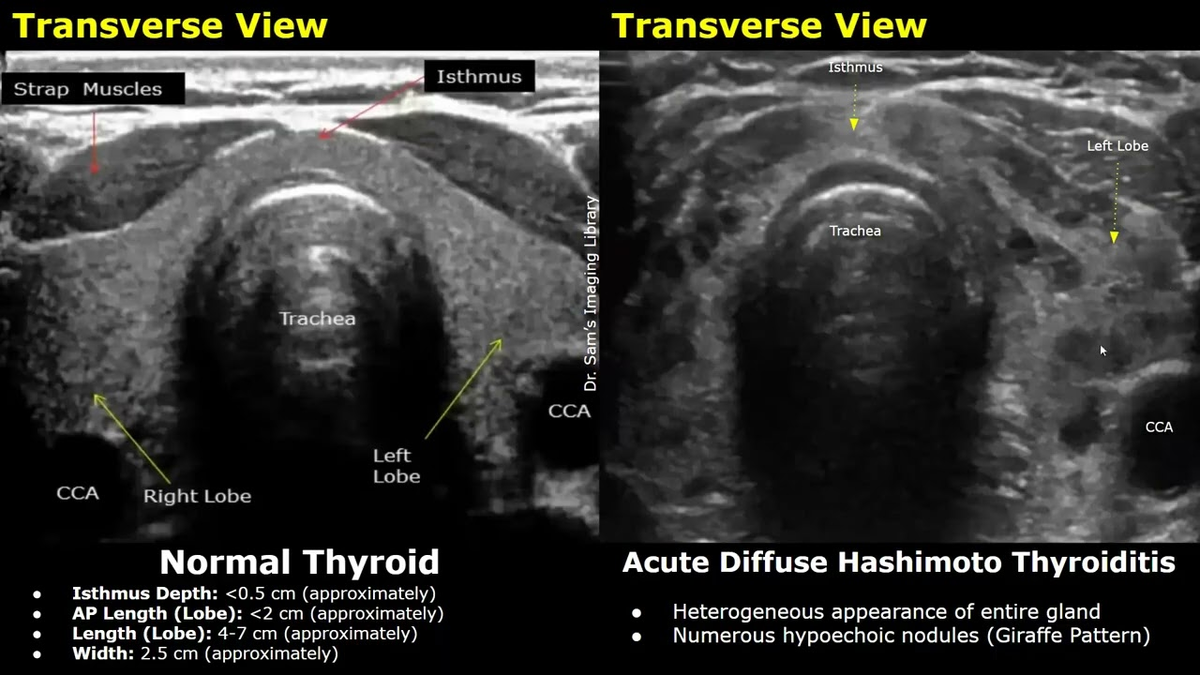 Transverse View
Strap Muscles
Isthmus
Trachea
CCA
Right Lobe
Left
Lobe
CCA
Dr. Sam's Imaging Library
Normal Thyroid
• Isthmus Depth: <0.5 cm (approximately)
• AP Length (Lobe): <2 cm (approximately)
• Length (Lobe): 4-7 cm (approximately)
• Width: 2.5 cm (approximately)
Transverse View
Isthmus
Left Lobe
Trachea
CCA
Acute Diffuse Hashimoto Thyroiditis
• Heterogeneous appearance of entire gland
• Numerous hypoechoic nodules (Giraffe Pattern)